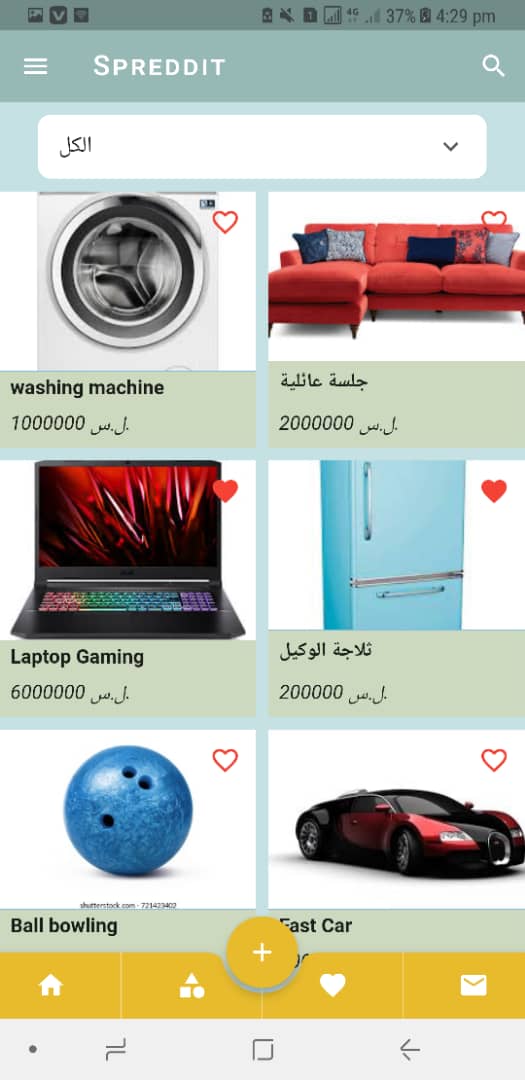 37% 4:29 pm
SPREDDIT
الكل
washing machine
1000000 ل.س.
جلسة عائلية
2000000 ل.س.
Laptop Gaming
6000000 ل.س.
ثلاجة الوكيل
200000 ل.س.
shutterstock.com · 721423402
Ball bowling
Fast Car